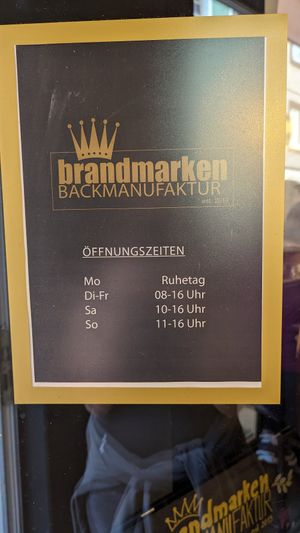 brandmarken
BACKMANUFAKTUR
est. 2013
ÖFFNUNGSZEITEN
Mo Ruhetag
Di-Fr 08-16 Uhr
Sa 10-16 Uhr
So 11-16 Uhr
brandmarken
MANUFAKTUR